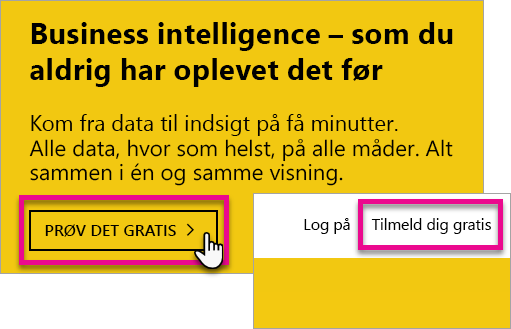 Business intelligence – som du
aldrig har oplevet det før
Kom fra data til indsigt på få minutter.
Alle data, hvor som helst, på alle måder. Alt
sammen i én og samme visning.
PRØV DET GRATIS >
Log på Tilmeld dig gratis